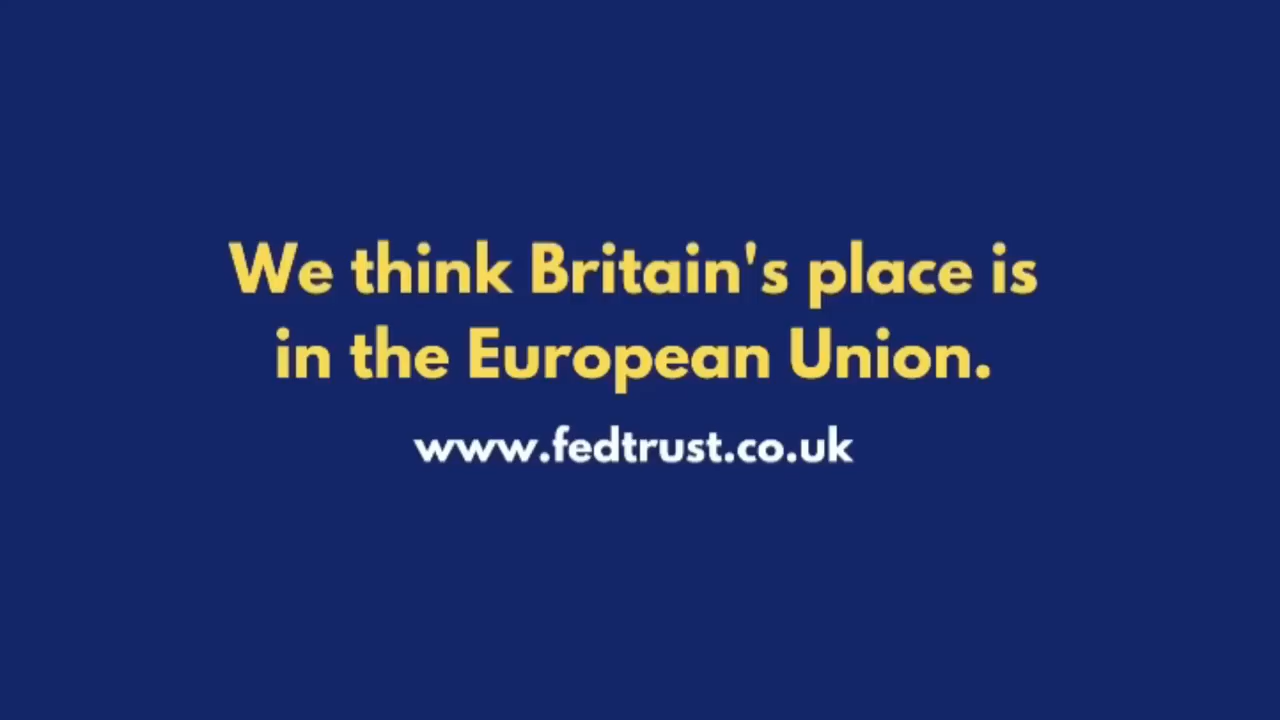 We think Britain's place is
in the European Union.
www.fedtrust.co.uk